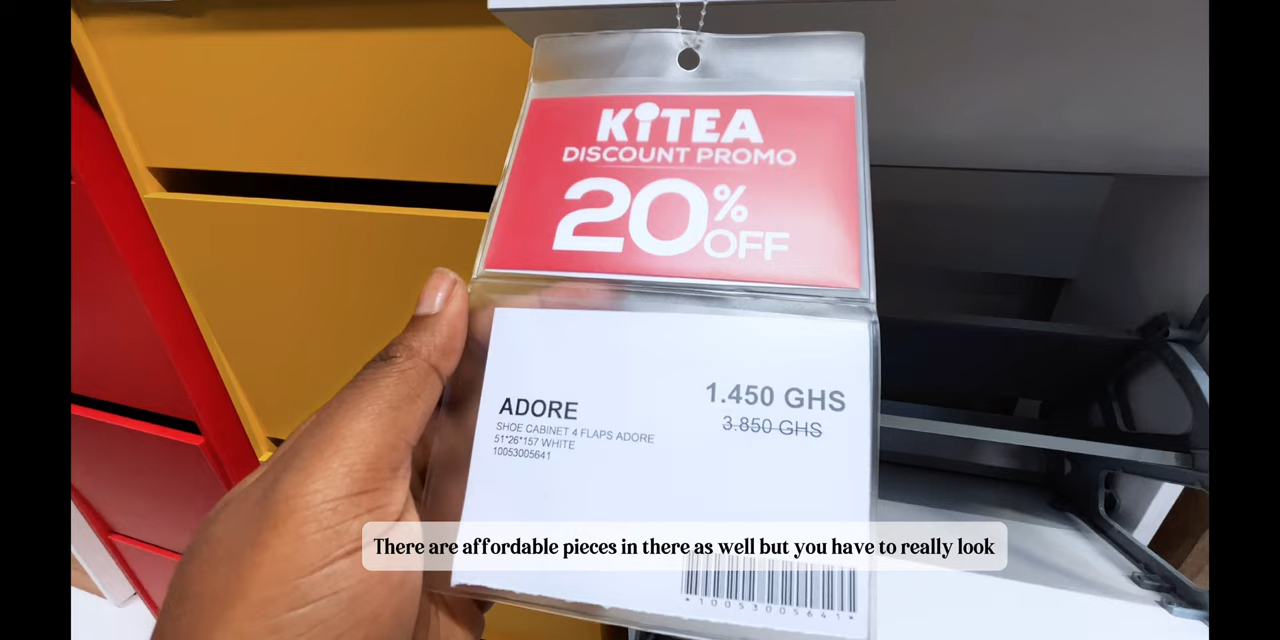 KiTEA
DISCOUNT PROMO
20% OFF
ADORE
SHOE CABINET 4 FLAPS ADORE
51*26*157 WHITE
10053005641
1.450 GHS
3.850 GHS
There are affordable pieces in there as well but you have to really look
*10053005641*